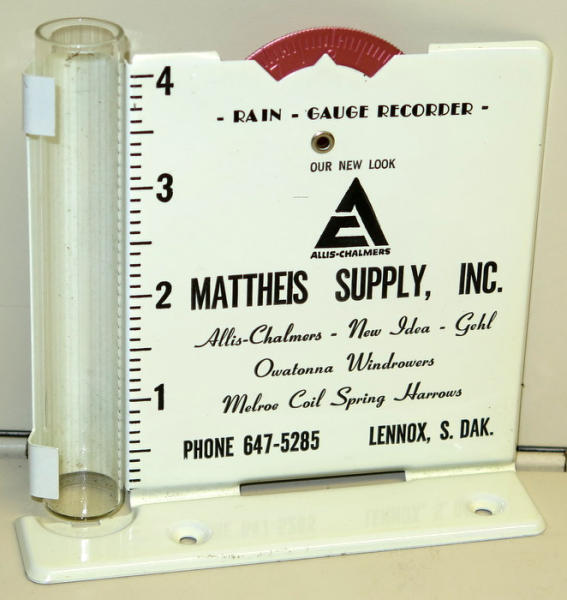 4
3
2
1
- RAIN - GAUGE RECORDER -
OUR NEW LOOK
A
ALLIS-CHALMERS
MATTHEIS SUPPLY, INC.
Allis-Chalmers - New Idea - Gehl
Owatonna Windrowers
Melroe Coil Spring Harrows
PHONE 647-5285 LENNOX, S. DAK.